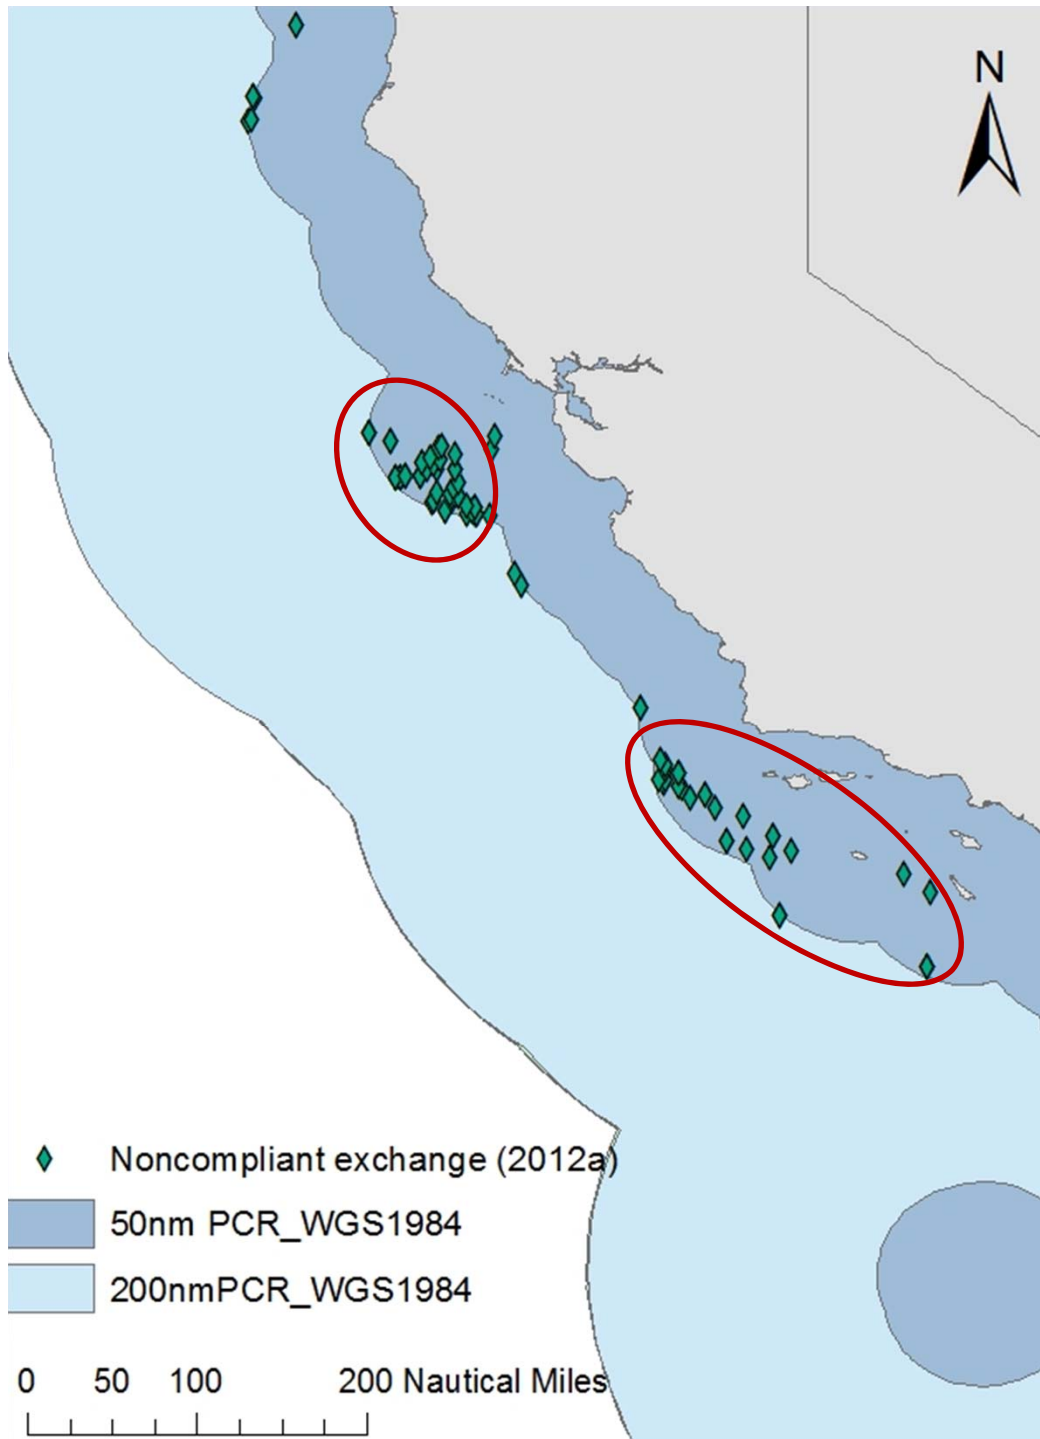 N
Noncompliant exchange (2012a)
50nm PCR_WGS1984
200nmPCR_WGS1984
0 50 100 200 Nautical Miles